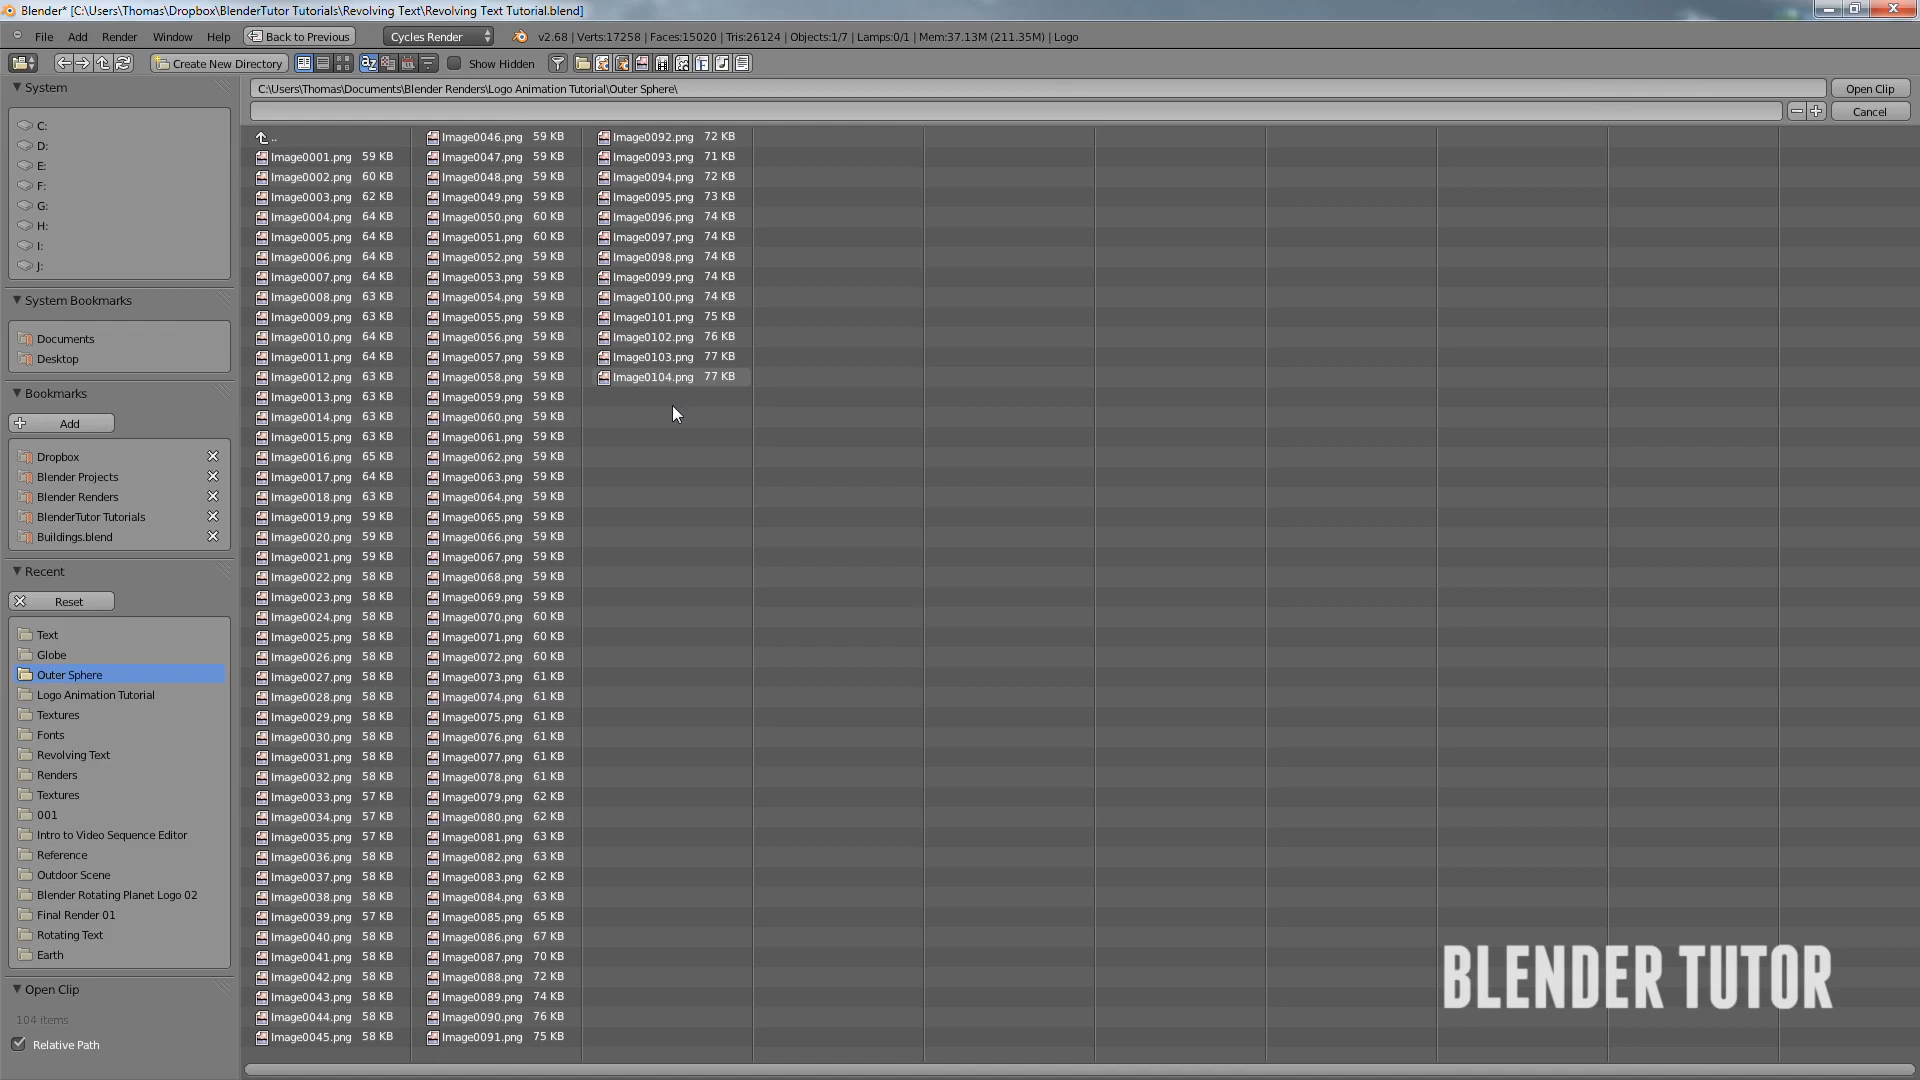 Blender* [C:\Users\Thomas\Dropbox\BlenderTutor Tutorials\Revolving Text\Revolving Text Tutorial.blend]
File Add Render Window Help Back to Previous Cycles Render v2.68 | Verts:17258 | Faces:15020 | Tris:26124 | Objects:1/7 | Lamps:0/1 | Mem:37.13M (211.35M) | Logo
Create New Directory Show Hidden
System
C:
D:
E:
F:
G:
H:
I:
J:
System Bookmarks
Documents
Desktop
Bookmarks
Add
Dropbox
Blender Projects
Blender Renders
BlenderTutor Tutorials
Buildings.blend
Recent
Reset
Text
Globe
Outer Sphere
Logo Animation Tutorial
Textures
Fonts
Revolving Text
Renders
Textures
001
Intro to Video Sequence Editor
Reference
Outdoor Scene
Blender Rotating Planet Logo 02
Final Render 01
Rotating Text
Earth
Open Clip
104 items
Relative Path
C:\Users\Thomas\Documents\Blender Renders\Logo Animation Tutorial\Outer Sphere\
Open Clip
Cancel
..
Image0001.png 59 KB
Image0002.png 60 KB
Image0003.png 62 KB
Image0004.png 64 KB
Image0005.png 64 KB
Image0006.png 64 KB
Image0007.png 64 KB
Image0008.png 63 KB
Image0009.png 63 KB
Image0010.png 64 KB
Image0011.png 64 KB
Image0012.png 63 KB
Image0013.png 63 KB
Image0014.png 63 KB
Image0015.png 63 KB
Image0016.png 65 KB
Image0017.png 64 KB
Image0018.png 63 KB
Image0019.png 59 KB
Image0020.png 59 KB
Image0021.png 59 KB
Image0022.png 58 KB
Image0023.png 58 KB
Image0024.png 58 KB
Image0025.png 58 KB
Image0026.png 58 KB
Image0027.png 58 KB
Image0028.png 58 KB
Image0029.png 58 KB
Image0030.png 58 KB
Image0031.png 58 KB
Image0032.png 58 KB
Image0033.png 57 KB
Image0034.png 57 KB
Image0035.png 57 KB
Image0036.png 58 KB
Image0037.png 58 KB
Image0038.png 58 KB
Image0039.png 57 KB
Image0040.png 58 KB
Image0041.png 58 KB
Image0042.png 58 KB
Image0043.png 58 KB
Image0044.png 58 KB
Image0045.png 58 KB
Image0046.png 59 KB
Image0047.png 59 KB
Image0048.png 59 KB
Image0049.png 59 KB
Image0050.png 60 KB
Image0051.png 60 KB
Image0052.png 59 KB
Image0053.png 59 KB
Image0054.png 59 KB
Image0055.png 59 KB
Image0056.png 59 KB
Image0057.png 59 KB
Image0058.png 59 KB
Image0059.png 59 KB
Image0060.png 59 KB
Image0061.png 59 KB
Image0062.png 59 KB
Image0063.png 59 KB
Image0064.png 59 KB
Image0065.png 59 KB
Image0066.png 59 KB
Image0067.png 59 KB
Image0068.png 59 KB
Image0069.png 59 KB
Image0070.png 60 KB
Image0071.png 60 KB
Image0072.png 60 KB
Image0073.png 61 KB
Image0074.png 61 KB
Image0075.png 61 KB
Image0076.png 61 KB
Image0077.png 61 KB
Image0078.png 61 KB
Image0079.png 62 KB
Image0080.png 62 KB
Image0081.png 63 KB
Image0082.png 63 KB
Image0083.png 62 KB
Image0084.png 63 KB
Image0085.png 65 KB
Image0086.png 67 KB
Image0087.png 70 KB
Image0088.png 72 KB
Image0089.png 74 KB
Image0090.png 76 KB
Image0091.png 75 KB
Image0092.png 72 KB
Image0093.png 71 KB
Image0094.png 72 KB
Image0095.png 73 KB
Image0096.png 74 KB
Image0097.png 74 KB
Image0098.png 74 KB
Image0099.png 74 KB
Image0100.png 74 KB
Image0101.png 75 KB
Image0102.png 76 KB
Image0103.png 77 KB
Image0104.png 77 KB
BLENDER TUTOR